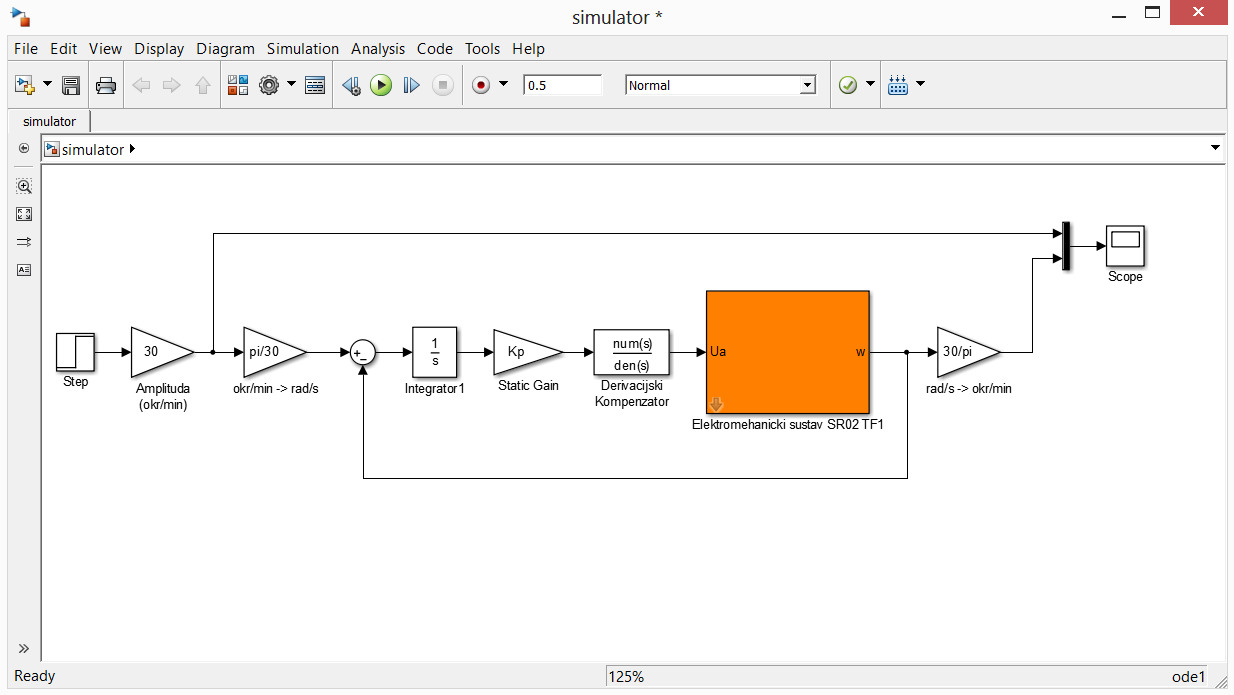 simulator *
File Edit View Display Diagram Simulation Analysis Code Tools Help
0.5
Normal
simulator
simulator
Scope
Step
30
Amplituda
(okr/min)
pi/30
okr/min -> rad/s
+
_
1
s
Integrator1
Kp
Static Gain
num(s)
den(s)
Derivacijski
Kompenzator
Ua
w
Elektromehanicki sustav SR02 TF1
30/pi
rad/s -> okr/min
Ready
125%
ode1